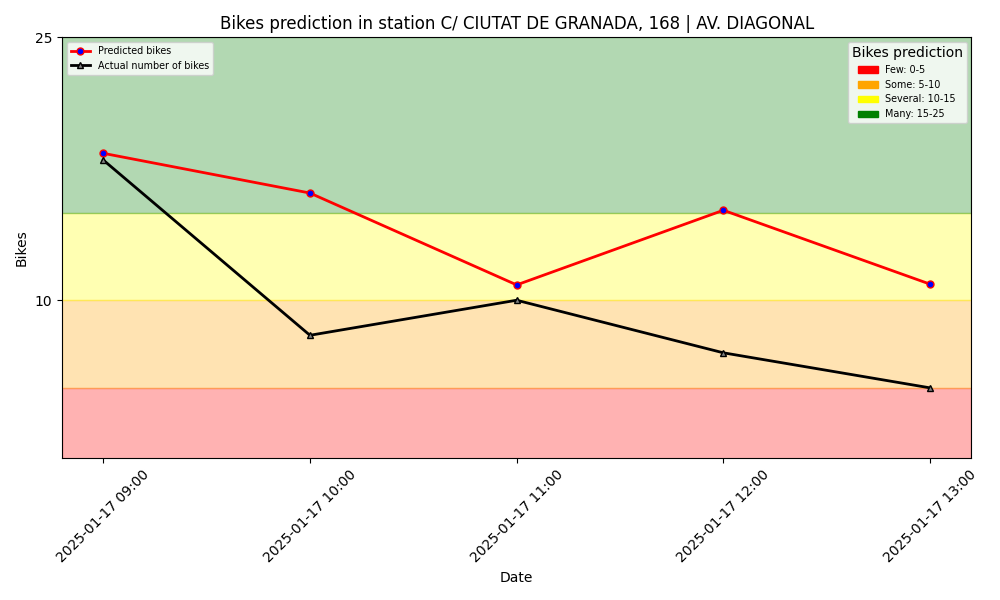 Bikes prediction in station C/ CIUTAT DE GRANADA, 168 | AV. DIAGONAL
25
10
Bikes
Predicted bikes
Actual number of bikes
Bikes prediction
Few: 0-5
Some: 5-10
Several: 10-15
Many: 15-25
2025-01-17 09:00
2025-01-17 10:00
2025-01-17 11:00
2025-01-17 12:00
2025-01-17 13:00
Date